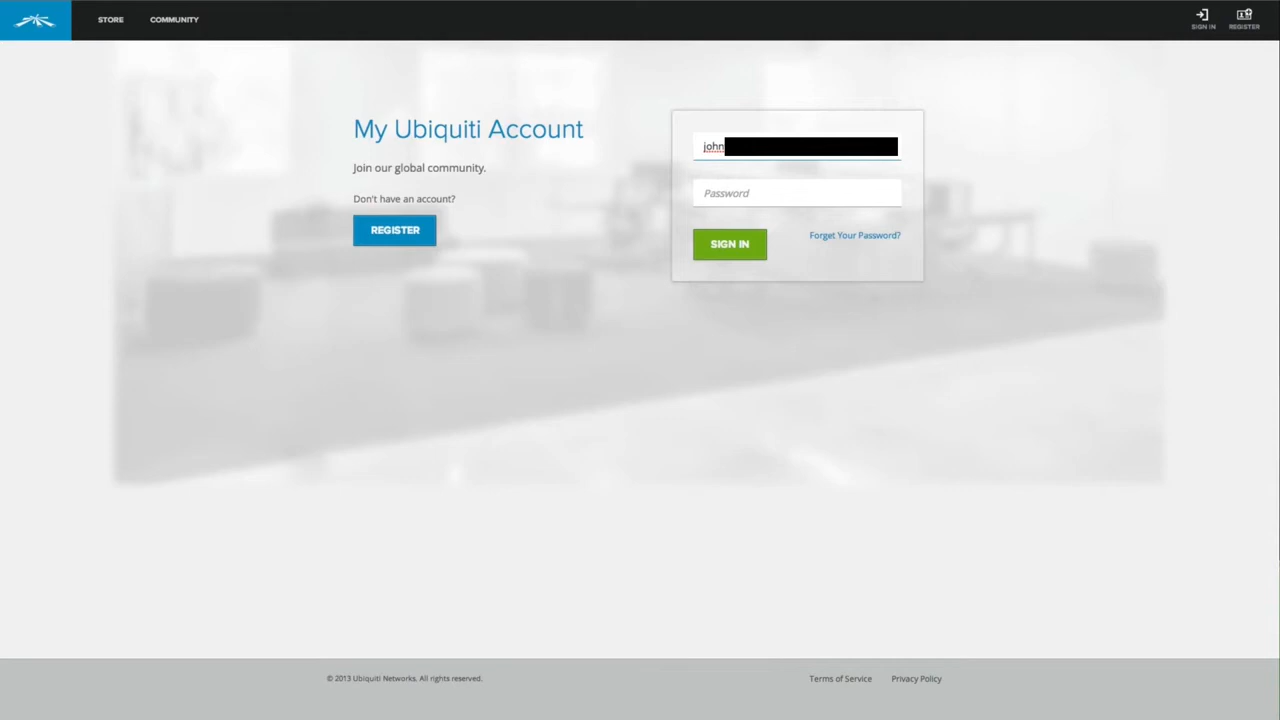 STORE COMMUNITY
SIGN IN REGISTER
My Ubiquiti Account
Join our global community.
Don't have an account?
REGISTER
john
Password
SIGN IN
Forget Your Password?
© 2013 Ubiquiti Networks. All rights reserved.
Terms of Service Privacy Policy